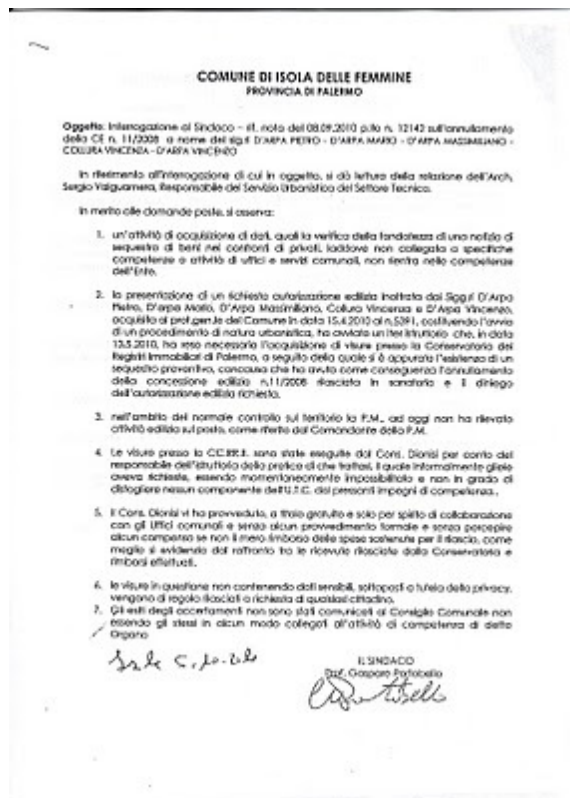 COMUNE DI ISOLA DELLE FEMMINE
PROVINCIA DI PALERMO
Oggetto: Interrogazione al Sindaco – rif. nota del 08.09.2010 p.llo n. 12142 sull'annullamento
della CE n. 11/2008 a nome dei sig.ri D'ARPA PIETRO - D'ARPA MARIO - D'ARPA MASSIMILIANO -
COLLURA VINCENZA - D'ARPA VINCENZO
In riferimento all'interrogazione di cui in oggetto, si dà lettura della relazione dell'Arch.
Sergio Valguarnera, Responsabile del Servizio Urbanistica del Settore Tecnico.
In merito alle domande poste, si osserva:
1. un'attività di acquisizione di dati, quali la verifica della fondatezza di una notizia di
sequestro di beni nei confronti di privati, laddove non collegata a specifiche
competenze o attività di uffici e servizi comunali, non rientra nelle competenze
dell'Ente.
2. la presentazione di un richiesta autorizzazione edilizia inoltrata dai Sigg.ri D'Arpa
Pietro, D'arpa Mario, D'Arpa Massimiliano, Collura Vincenza e D'Arpa Vincenzo,
acquisita al prot.gen.le del Comune in data 15.4.2010 al n.5391, costituendo l'avvio
di un procedimento di natura urbanistica, ha avviato un iter istruttorio che, in data
13.5.2010, ha reso necessaria l'acquisizione di visure presso la Conservatoria dei
Registri Immobiliari di Palermo, a seguito della quale si è appurata l'esistenza di un
sequestro preventivo, concausa che ha avuto come conseguenza l'annullamento
della concessione edilizia n.11/2008 rilasciata in sanatoria e il diniego
dell'autorizzazione edilizia richiesta.
3. nell'ambito del normale controllo sul territorio la P.M., ad oggi non ha rilevato
attività edilizia sul posto, come riferito dal Comandante della P.M.
4. Le visure presso la CC.RR.II. sono state eseguite dal Cons. Dionisi per conto del
responsabile dell'istruttoria della pratica di che trattasi, il quale informalmente gliele
aveva richieste, essendo momentaneamente impossibilitato e non in grado di
distogliere nessun componente dell'U.T.C. dai pressanti impegni di competenza..
5. Il Cons. Dionisi vi ha provveduto, a titolo gratuito e solo per spirito di collaborazione
con gli Uffici comunali e senza alcun provvedimento formale e senza percepire
alcun compenso se non il mero rimborso delle spese sostenute per il rilascio, come
meglio si evidenzia dal raffronto tra le ricevute rilasciate dalla Conservatoria e
rimborsi effettuati.
6. le visure in questione non contenendo dati sensibili, sottoposti a tutela della privacy,
vengono di regola rilasciati a richiesta di qualsiasi cittadino.
7. Gli esiti degli accertamenti non sono stati comunicati al Consiglio Comunale non
essendo gli stessi in alcun modo collegati all'attività di competenza di detto
Organo
IL SINDACO
Prof. Gaspare Portobello